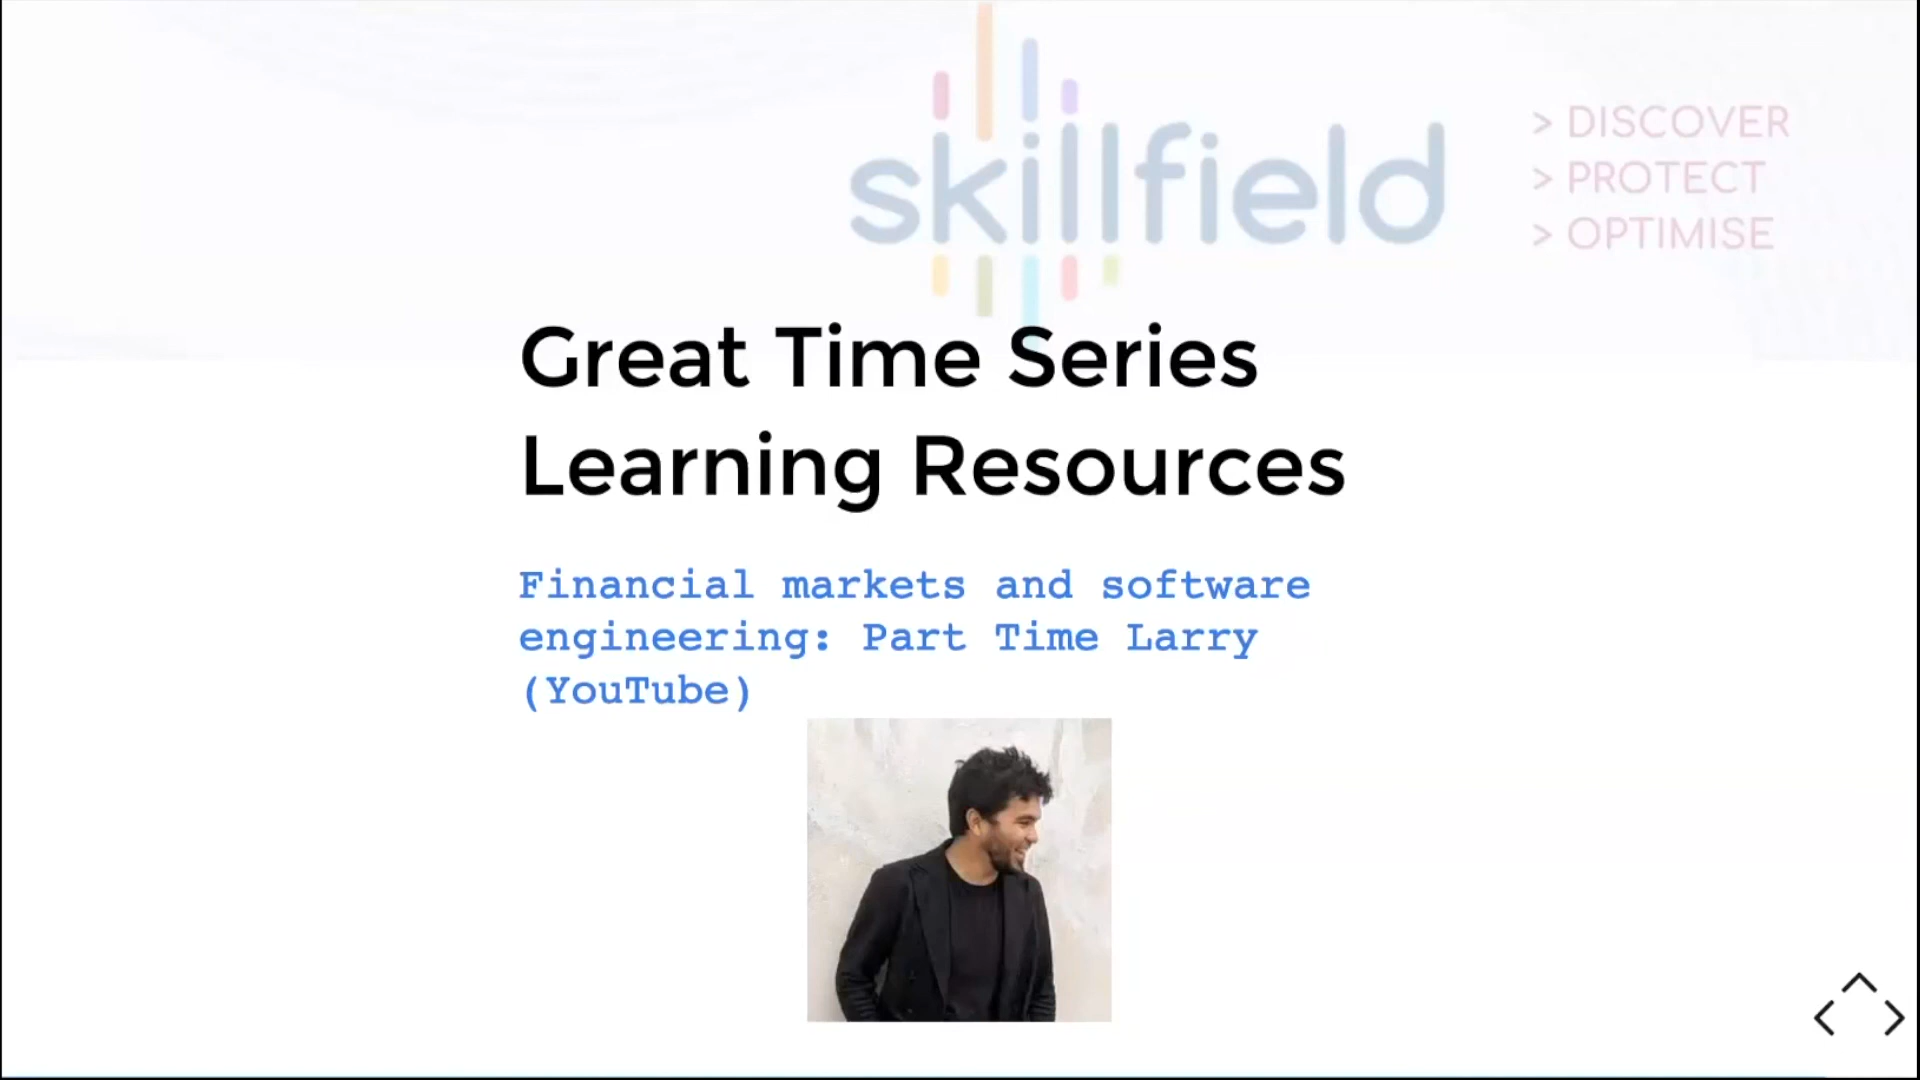 skillfield
> DISCOVER
> PROTECT
> OPTIMISE
Great Time Series
Learning Resources
Financial markets and software
engineering: Part Time Larry
(YouTube)